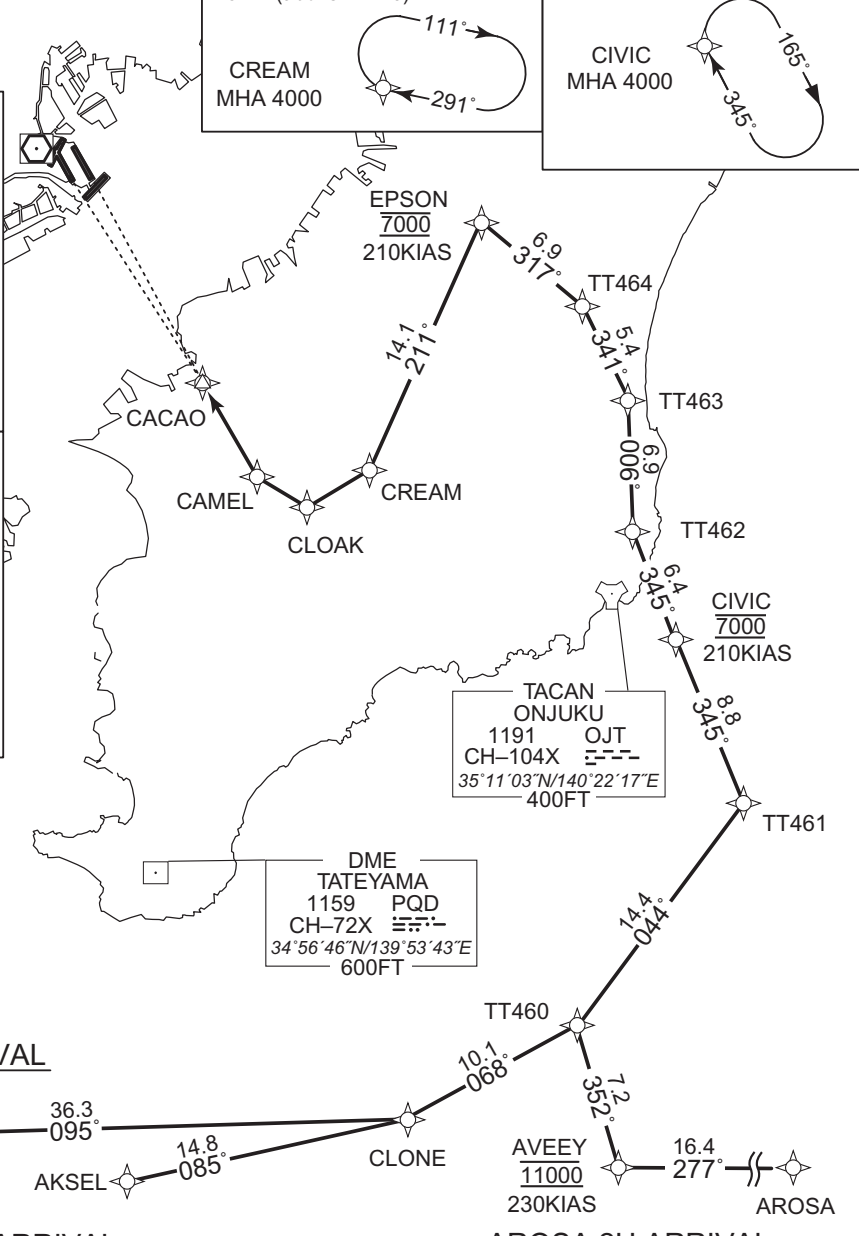 111°
CREAM
MHA 4000
291°
CIVIC
MHA 4000
165°
345°
EPSON
7000
210KIAS
6.9
317°
TT464
5.4
341°
TT463
14.1
211°
CACAO
6.9
006°
CAMEL
CREAM
CLOAK
TT462
6.4
345°
CIVIC
7000
210KIAS
8.8
345°
TACAN
ONJUKU
1191 OJT
CH–104X
35°11´03˝N/140°22´17˝E
400FT
TT461
DME
TATEYAMA
1159 PQD
CH–72X
34°56´46˝N/139°53´43˝E
600FT
14.4
044°
TT460
VAL
10.1
068°
7.2
352°
36.3
095°
14.8
085°
CLONE
AKSEL
AVEEY
11000
230KIAS
16.4
277°
AROSA